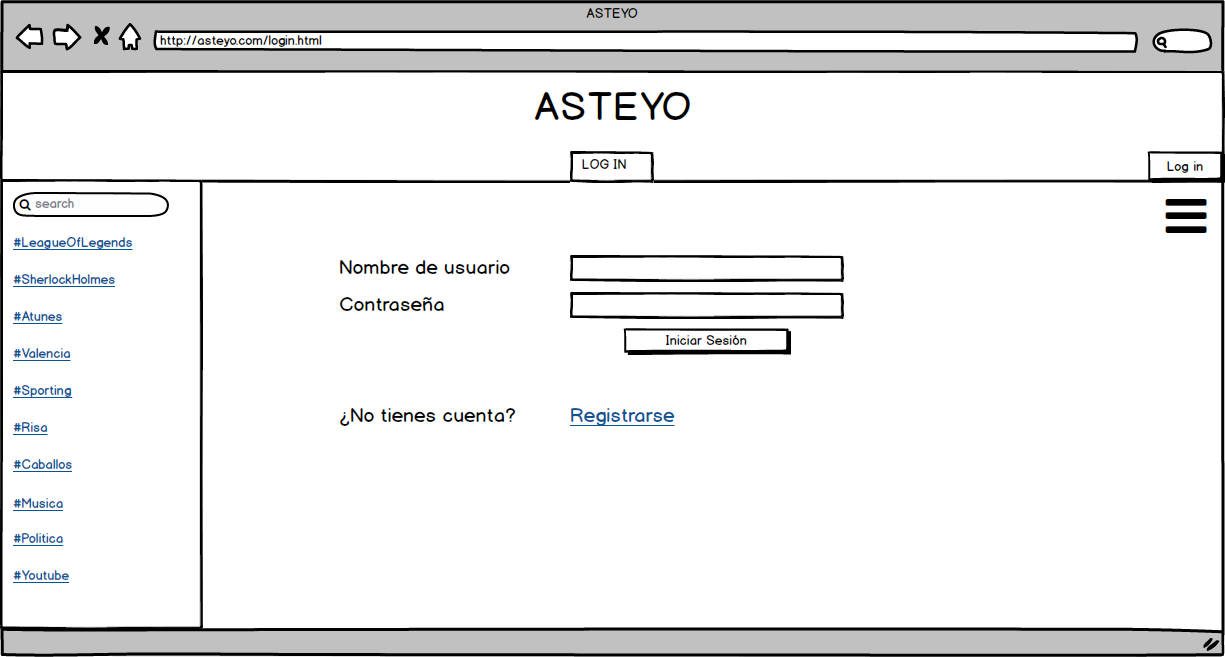 ASTEYO
http://asteyo.com/login.html
ASTEYO
LOG IN
Log in
search
#LeagueOfLegends
#SherlockHolmes
#Atunes
#Valencia
#Sporting
#Risa
#Caballos
#Musica
#Politica
#Youtube
Nombre de usuario
Contraseña
Iniciar Sesión
¿No tienes cuenta? Registrarse